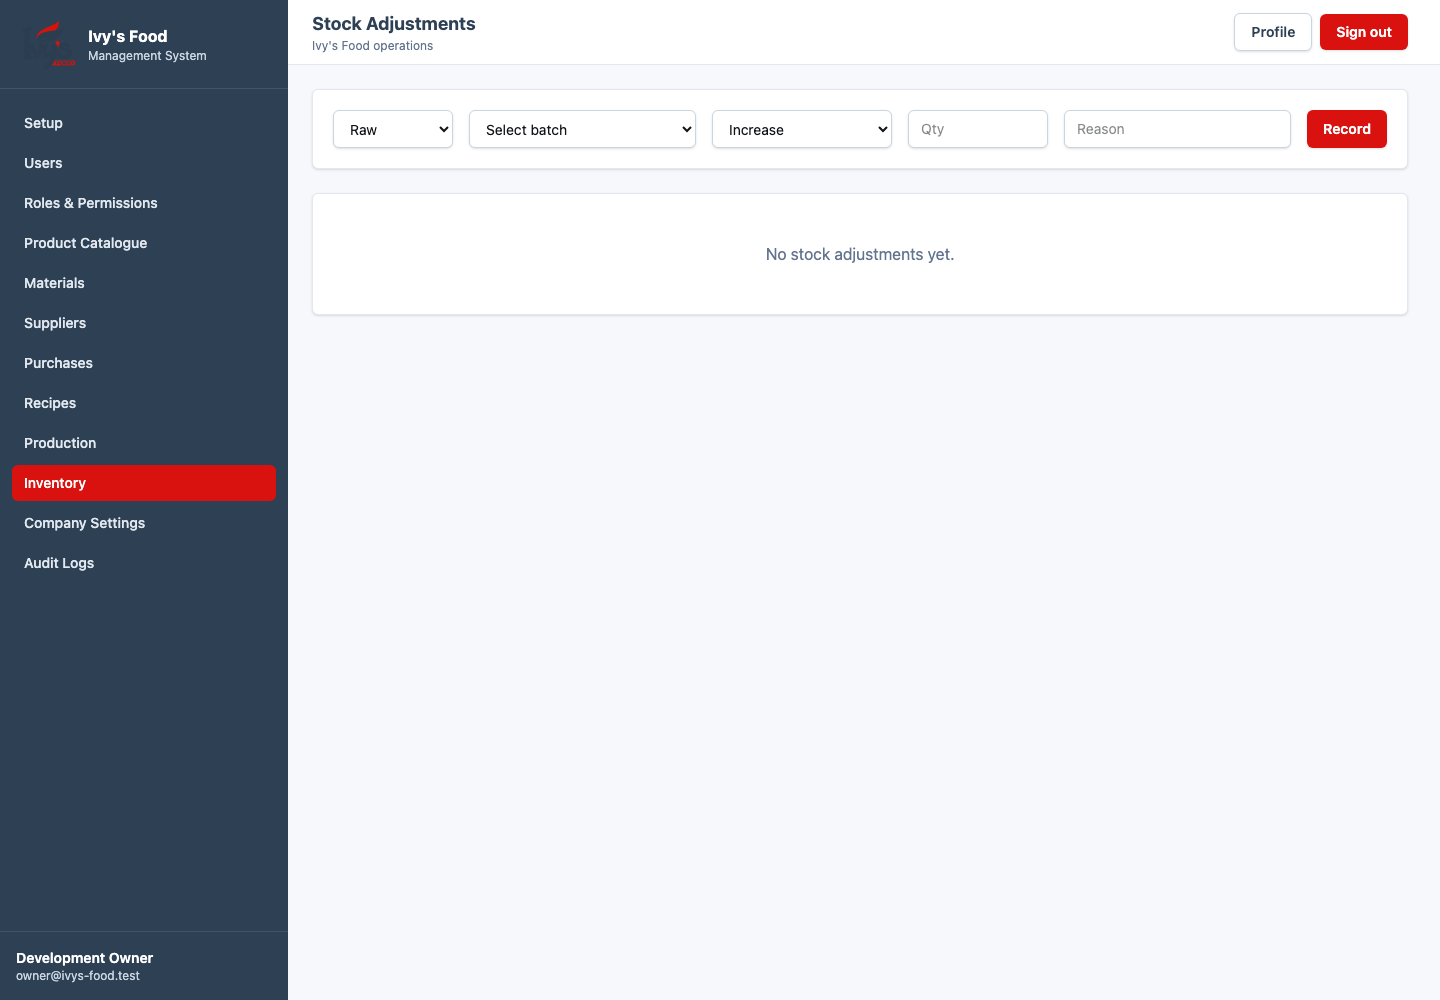 Ivy's Food
Management System
Setup
Users
Roles & Permissions
Product Catalogue
Materials
Suppliers
Purchases
Recipes
Production
Inventory
Company Settings
Audit Logs
Development Owner
owner@ivys-food.test
Stock Adjustments
Ivy's Food operations
Profile
Sign out
Raw
Select batch
Increase
Qty
Reason
Record
No stock adjustments yet.